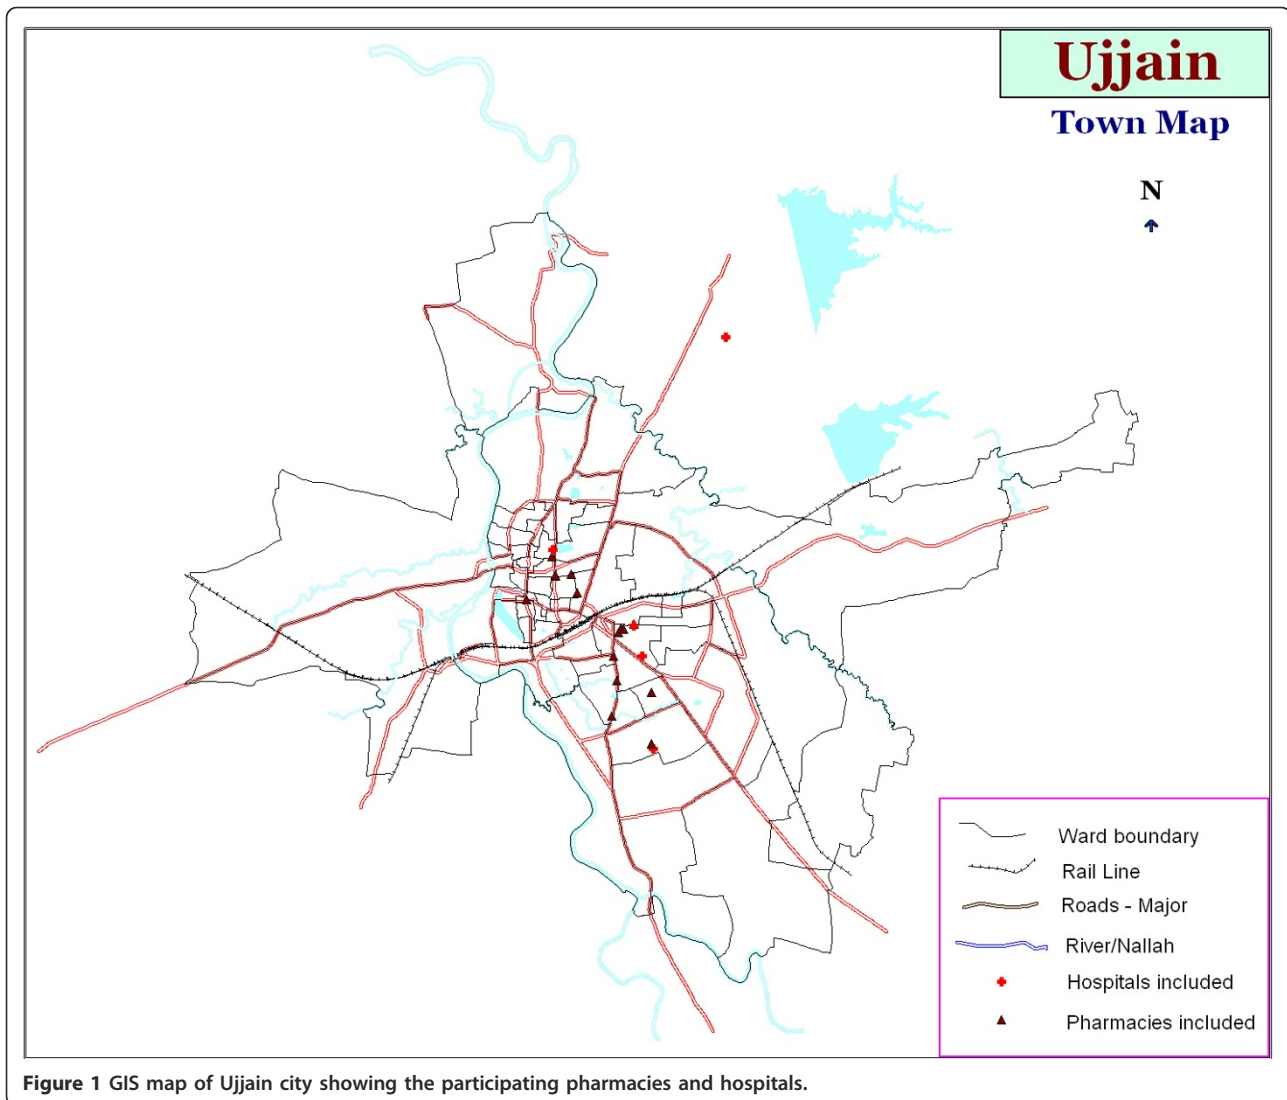 Ujjain
Town Map
N
Ward boundary
Rail Line
Roads - Major
River/Nallah
Hospitals included
Pharmacies included
Figure 1 GIS map of Ujjain city showing the participating pharmacies and hospitals.